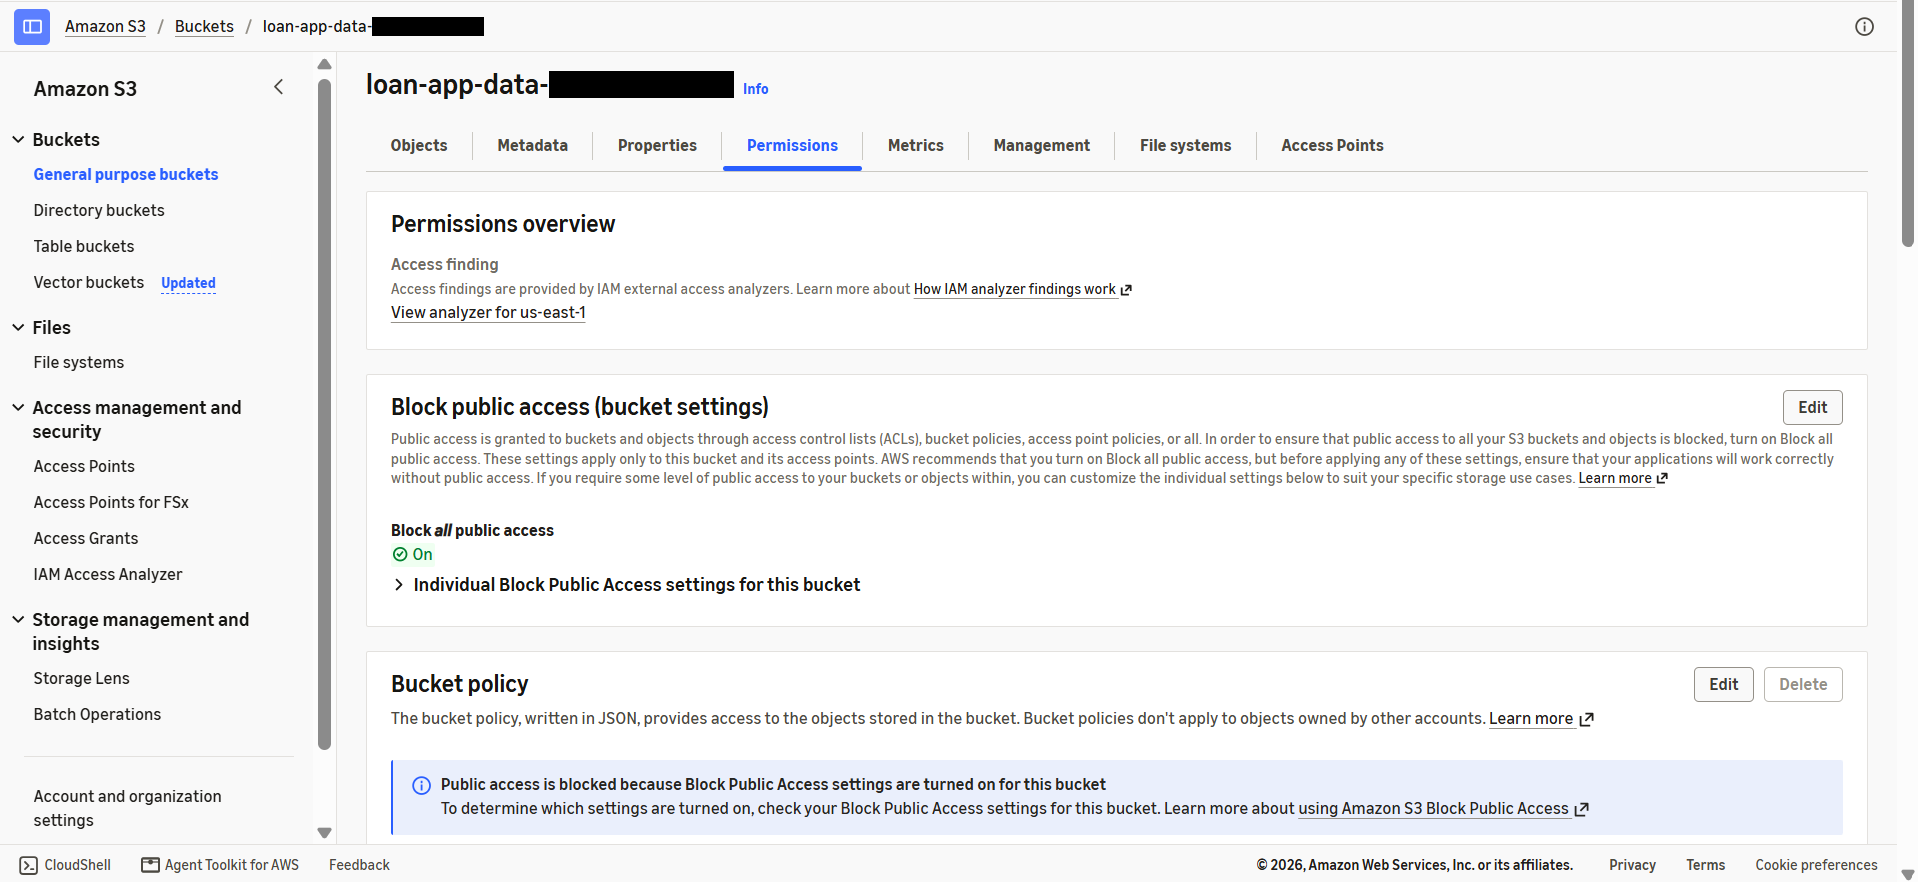 Amazon S3 / Buckets / loan-app-data-
Amazon S3
Buckets
General purpose buckets
Directory buckets
Table buckets
Vector buckets Updated
Files
File systems
Access management and
security
Access Points
Access Points for FSx
Access Grants
IAM Access Analyzer
Storage management and
insights
Storage Lens
Batch Operations
Account and organization
settings
loan-app-data- Info
Objects Metadata Properties Permissions Metrics Management File systems Access Points
Permissions overview
Access finding
Access findings are provided by IAM external access analyzers. Learn more about How IAM analyzer findings work
View analyzer for us-east-1
Block public access (bucket settings)
Edit
Public access is granted to buckets and objects through access control lists (ACLs), bucket policies, access point policies, or all. In order to ensure that public access to all your S3 buckets and objects is blocked, turn on Block all
public access. These settings apply only to this bucket and its access points. AWS recommends that you turn on Block all public access, but before applying any of these settings, ensure that your applications will work correctly
without public access. If you require some level of public access to your buckets or objects within, you can customize the individual settings below to suit your specific storage use cases. Learn more
Block all public access
On
Individual Block Public Access settings for this bucket
Bucket policy
Edit Delete
The bucket policy, written in JSON, provides access to the objects stored in the bucket. Bucket policies don't apply to objects owned by other accounts. Learn more
Public access is blocked because Block Public Access settings are turned on for this bucket
To determine which settings are turned on, check your Block Public Access settings for this bucket. Learn more about using Amazon S3 Block Public Access
CloudShell Agent Toolkit for AWS Feedback © 2026, Amazon Web Services, Inc. or its affiliates. Privacy Terms Cookie preferences